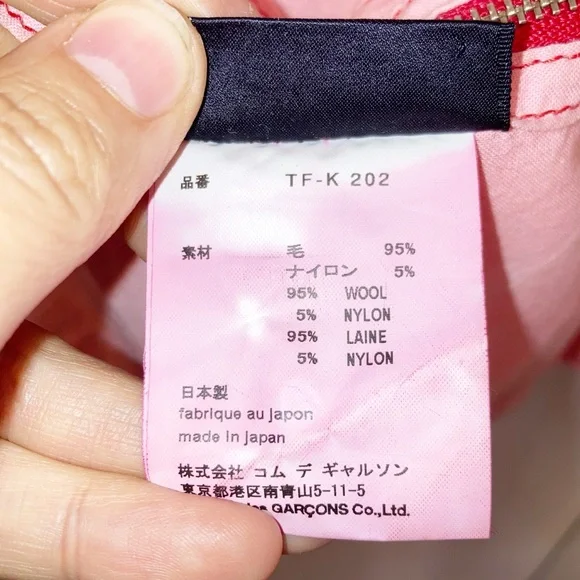 品番 TF-K 202
素材 毛 95%
ナイロン 5%
95% WOOL
5% NYLON
95% LAINE
5% NYLON
日本製
fabrique au japon
made in japan
株式会社 コム デ ギャルソン
東京都港区南青山5-11-5
GARÇONS Co.,Ltd.